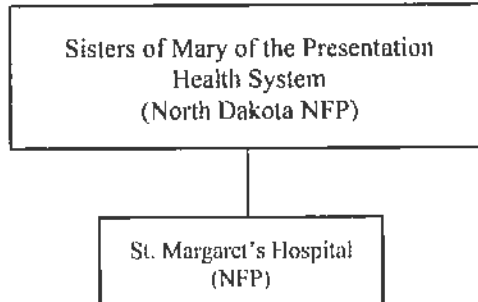 Sisters of Mary of the Presentation
Health System
(North Dakota NFP)
St. Margaret's Hospital
(NFP)